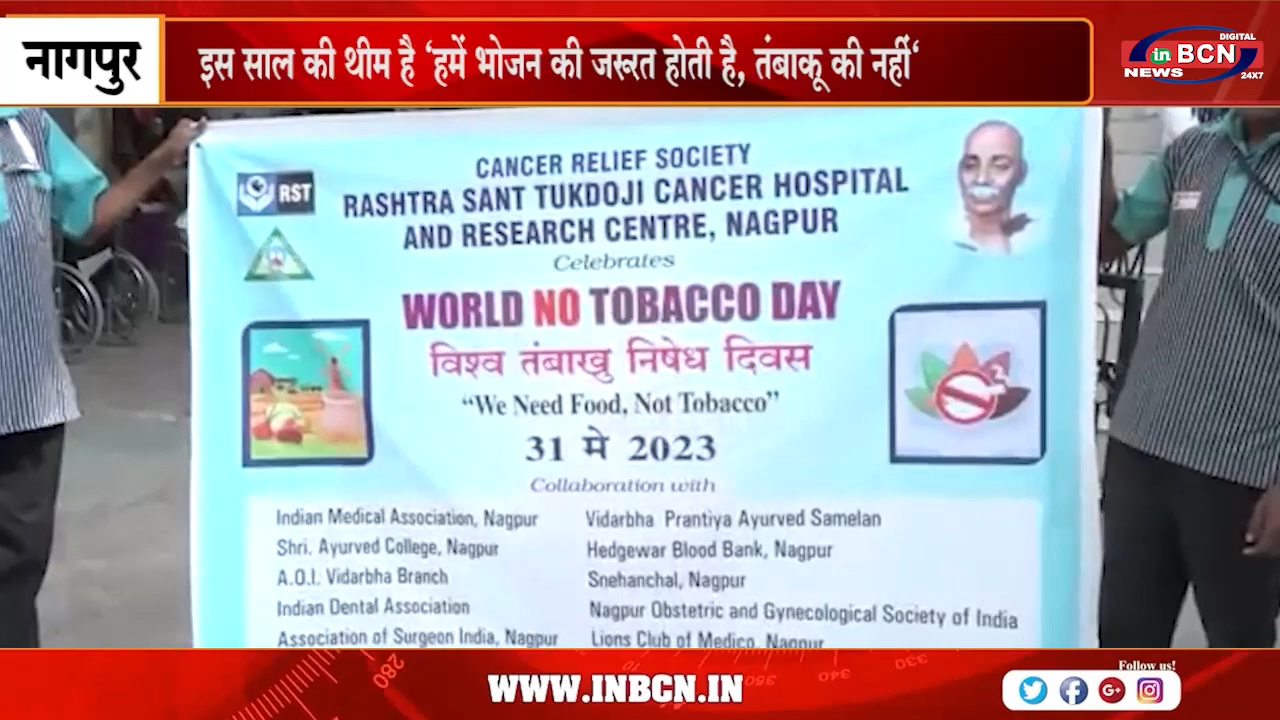 नागपुर
इस साल की थीम है ‘हमें भोजन की जरूरत होती है, तंबाकू की नहीं‘
DIGITAL
in BCN
NEWS
24X7
CANCER RELIEF SOCIETY
RST
RASHTRA SANT TUKDOJI CANCER HOSPITAL
AND RESEARCH CENTRE, NAGPUR
Celebrates
WORLD NO TOBACCO DAY
विश्व तंबाखु निषेध दिवस
“We Need Food, Not Tobacco”
31 मे 2023
Collaboration with
Indian Medical Association, Nagpur
Shri. Ayurved College, Nagpur
A.O.I. Vidarbha Branch
Indian Dental Association
Association of Surgeon India, Nagpur
Vidarbha Prantiya Ayurved Samelan
Hedgewar Blood Bank, Nagpur
Snehanchal, Nagpur
Nagpur Obstetric and Gynecological Society of India
Lions Club of Medico, Nagpur
280
350
340
330
WWW.INBCN.IN
Follow us!